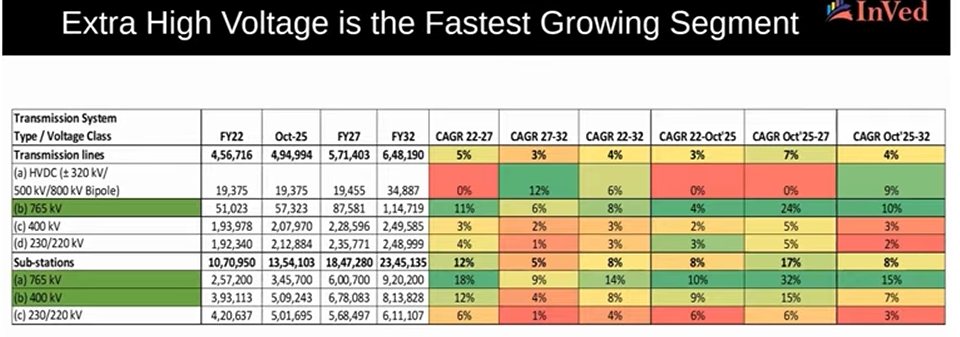 Extra High Voltage is the Fastest Growing Segment
InVed
Transmission System
Type / Voltage Class FY22 Oct-25 FY27 FY32 CAGR 22-27 CAGR 27-32 CAGR 22-32 CAGR 22-Oct'25 CAGR Oct'25-27 CAGR Oct'25-32
Transmission lines 4,56,716 4,94,994 5,71,403 6,48,190 5% 3% 4% 3% 7% 4%
(a) HVDC (± 320 kV/
500 kV/800 kV Bipole) 19,375 19,375 19,455 34,887 0% 12% 6% 0% 0% 9%
(b) 765 kV 51,023 57,323 87,581 1,14,719 11% 6% 8% 4% 24% 10%
(c) 400 kV 1,93,978 2,07,970 2,28,596 2,49,585 3% 2% 3% 2% 5% 3%
(d) 230/220 kV 1,92,340 2,12,884 2,35,771 2,48,999 4% 1% 3% 3% 5% 2%
Sub-stations 10,70,950 13,54,103 18,47,280 23,45,135 12% 5% 8% 8% 17% 8%
(a) 765 kV 2,57,200 3,45,700 6,00,700 9,20,200 18% 9% 14% 10% 32% 15%
(b) 400 kV 3,93,113 5,09,243 6,78,083 8,13,828 12% 4% 8% 9% 15% 7%
(c) 230/220 kV 4,20,637 5,01,695 5,68,497 6,11,107 6% 1% 4% 6% 6% 3%